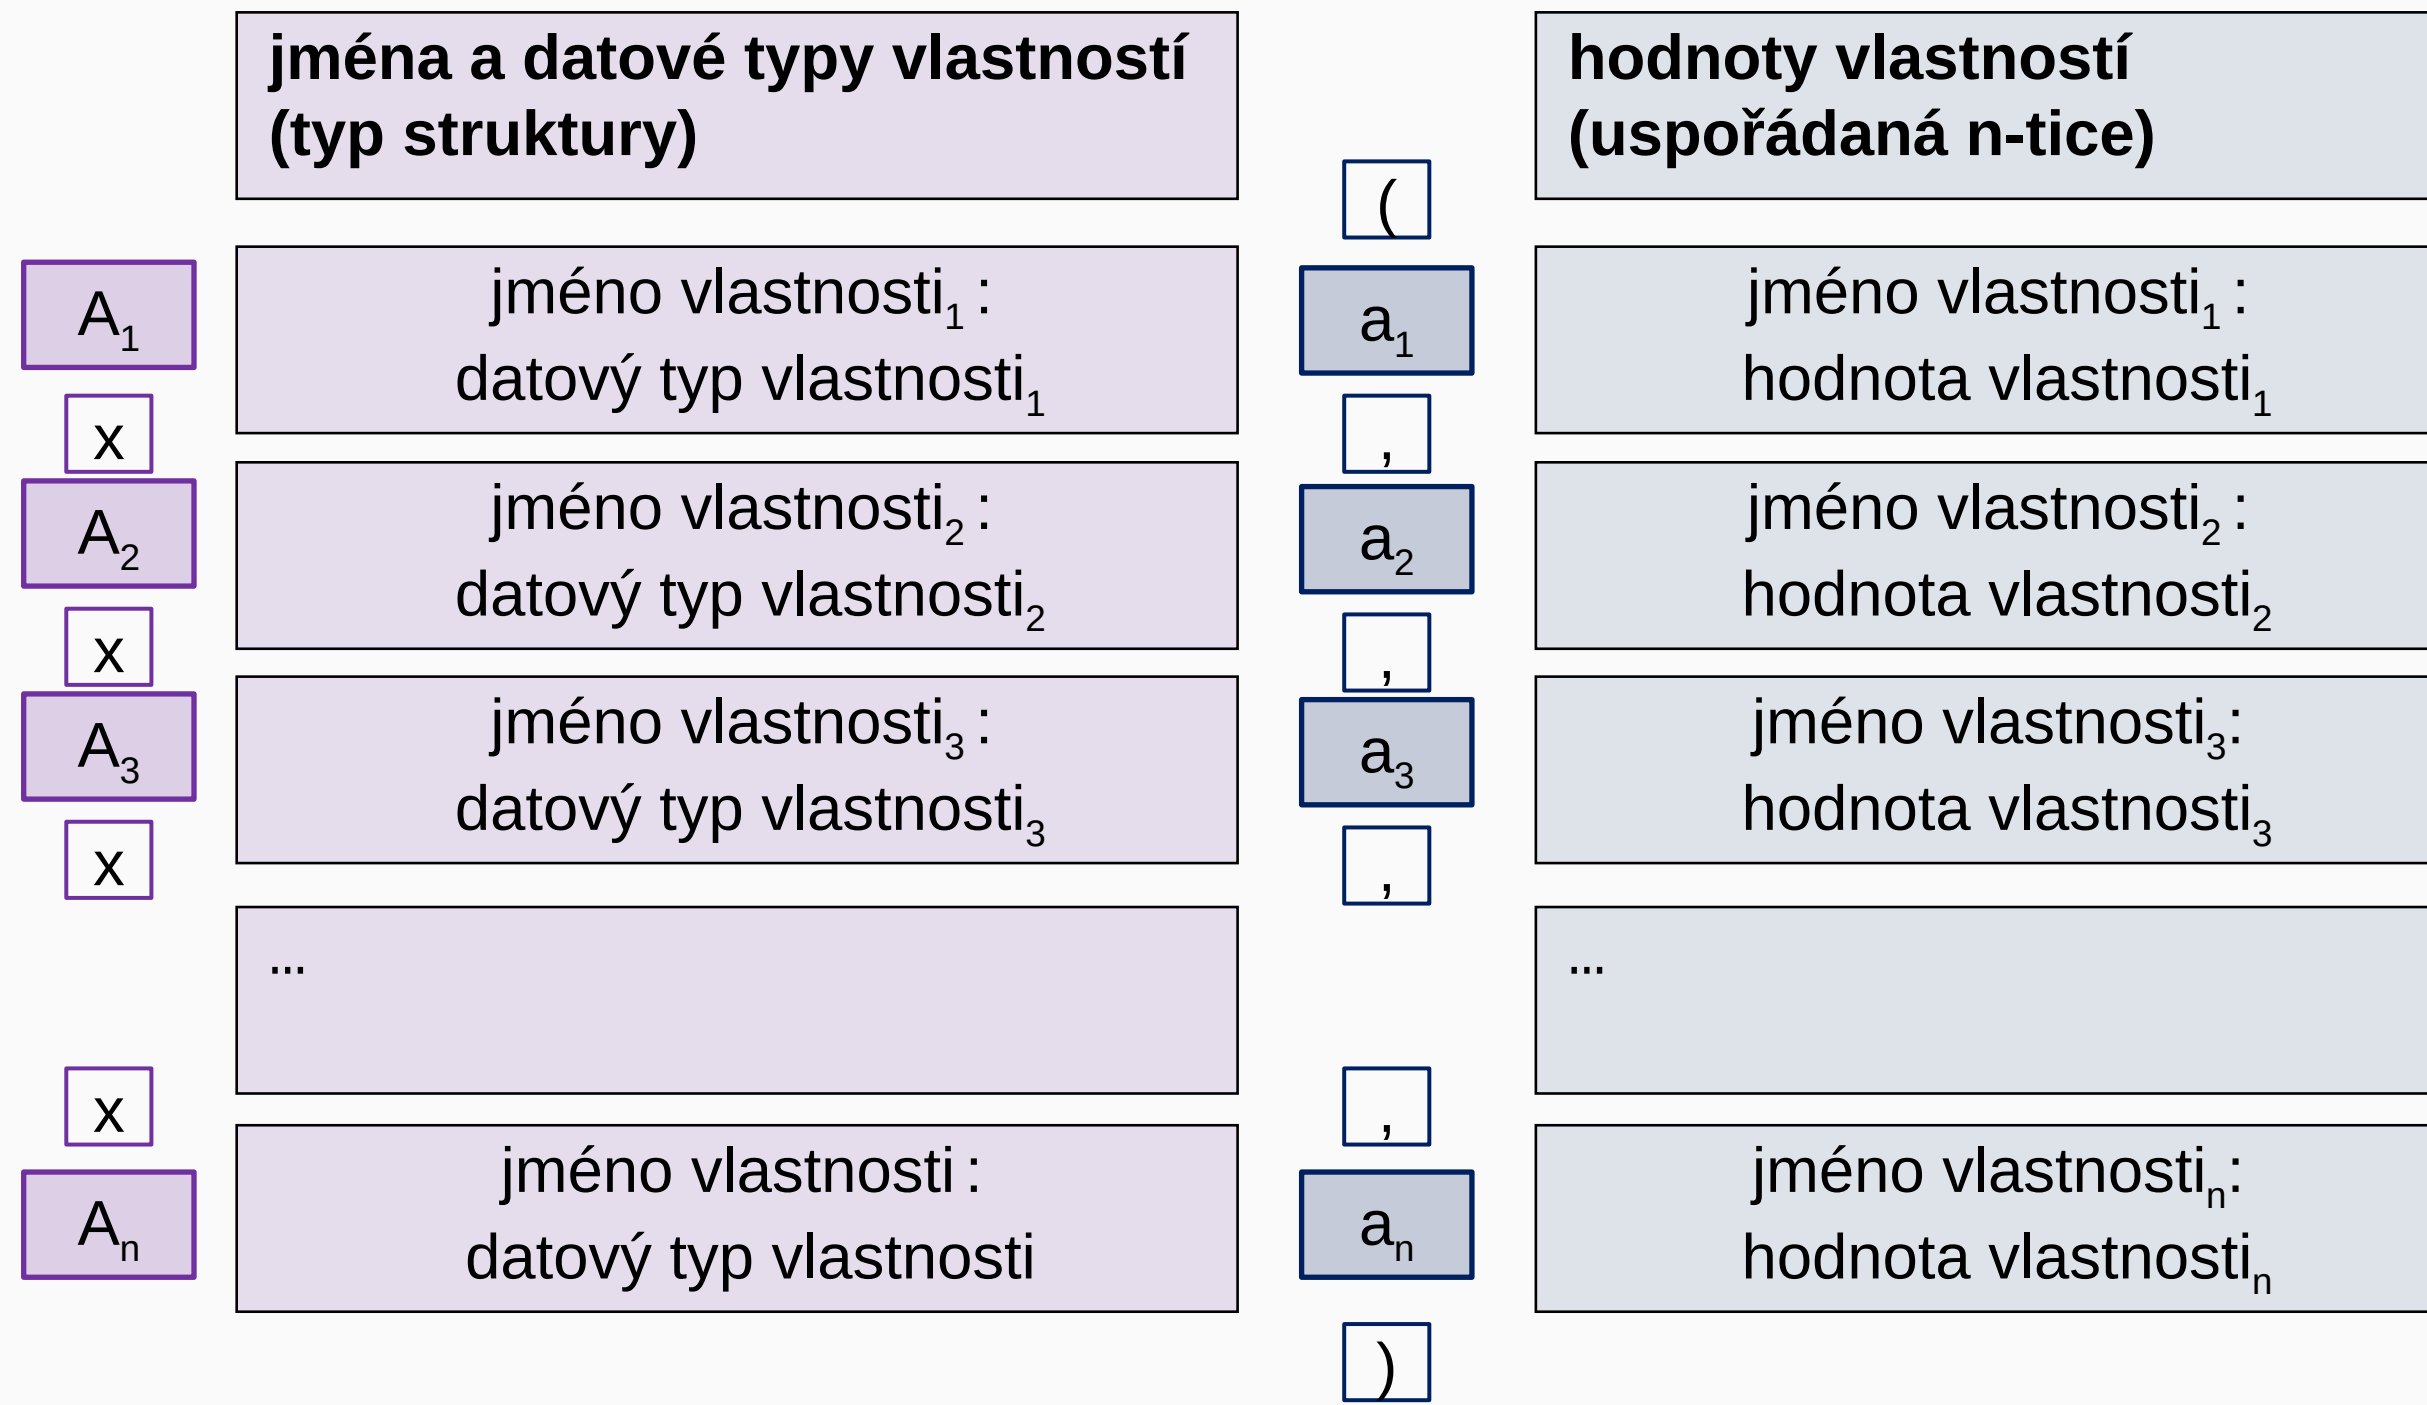 jména a datové typy vlastností
(typ struktury)
hodnoty vlastností
(uspořádaná n-tice)
(
A₁
jméno vlastnosti₁ :
datový typ vlastnosti₁
a₁
jméno vlastnosti₁ :
hodnota vlastnosti₁
x
,
A₂
jméno vlastnosti₂ :
datový typ vlastnosti₂
a₂
jméno vlastnosti₂ :
hodnota vlastnosti₂
x
,
A₃
jméno vlastnosti₃ :
datový typ vlastnosti₃
a₃
jméno vlastnosti₃:
hodnota vlastnosti₃
x
,
…
…
x
,
Aₙ
jméno vlastnosti :
datový typ vlastnosti
aₙ
jméno vlastnostiₙ:
hodnota vlastnostiₙ
)